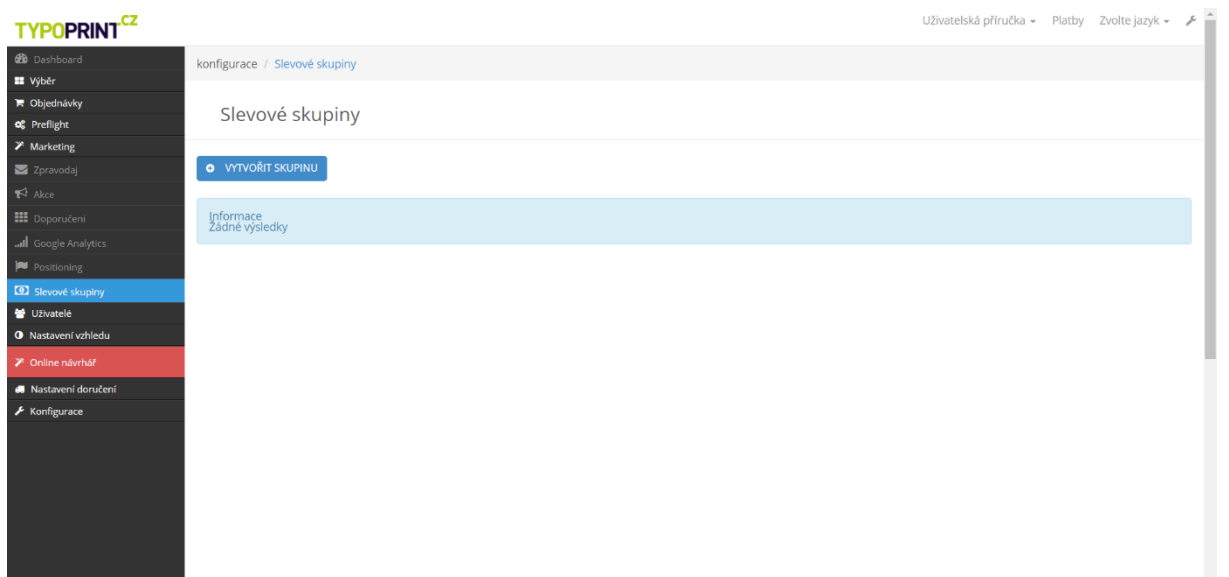 TYPOPRINT.CZ
Uživatelská příručka Platby Zvolte jazyk
Dashboard
Výběr
Objednávky
Preflight
Marketing
Zpravodaj
Akce
Doporučení
Google Analytics
Positioning
Slevové skupiny
Uživatelé
Nastavení vzhledu
Online návrhář
Nastavení doručení
Konfigurace
konfigurace / Slevové skupiny
Slevové skupiny
VYTVOŘIT SKUPINU
Informace
Žádné výsledky